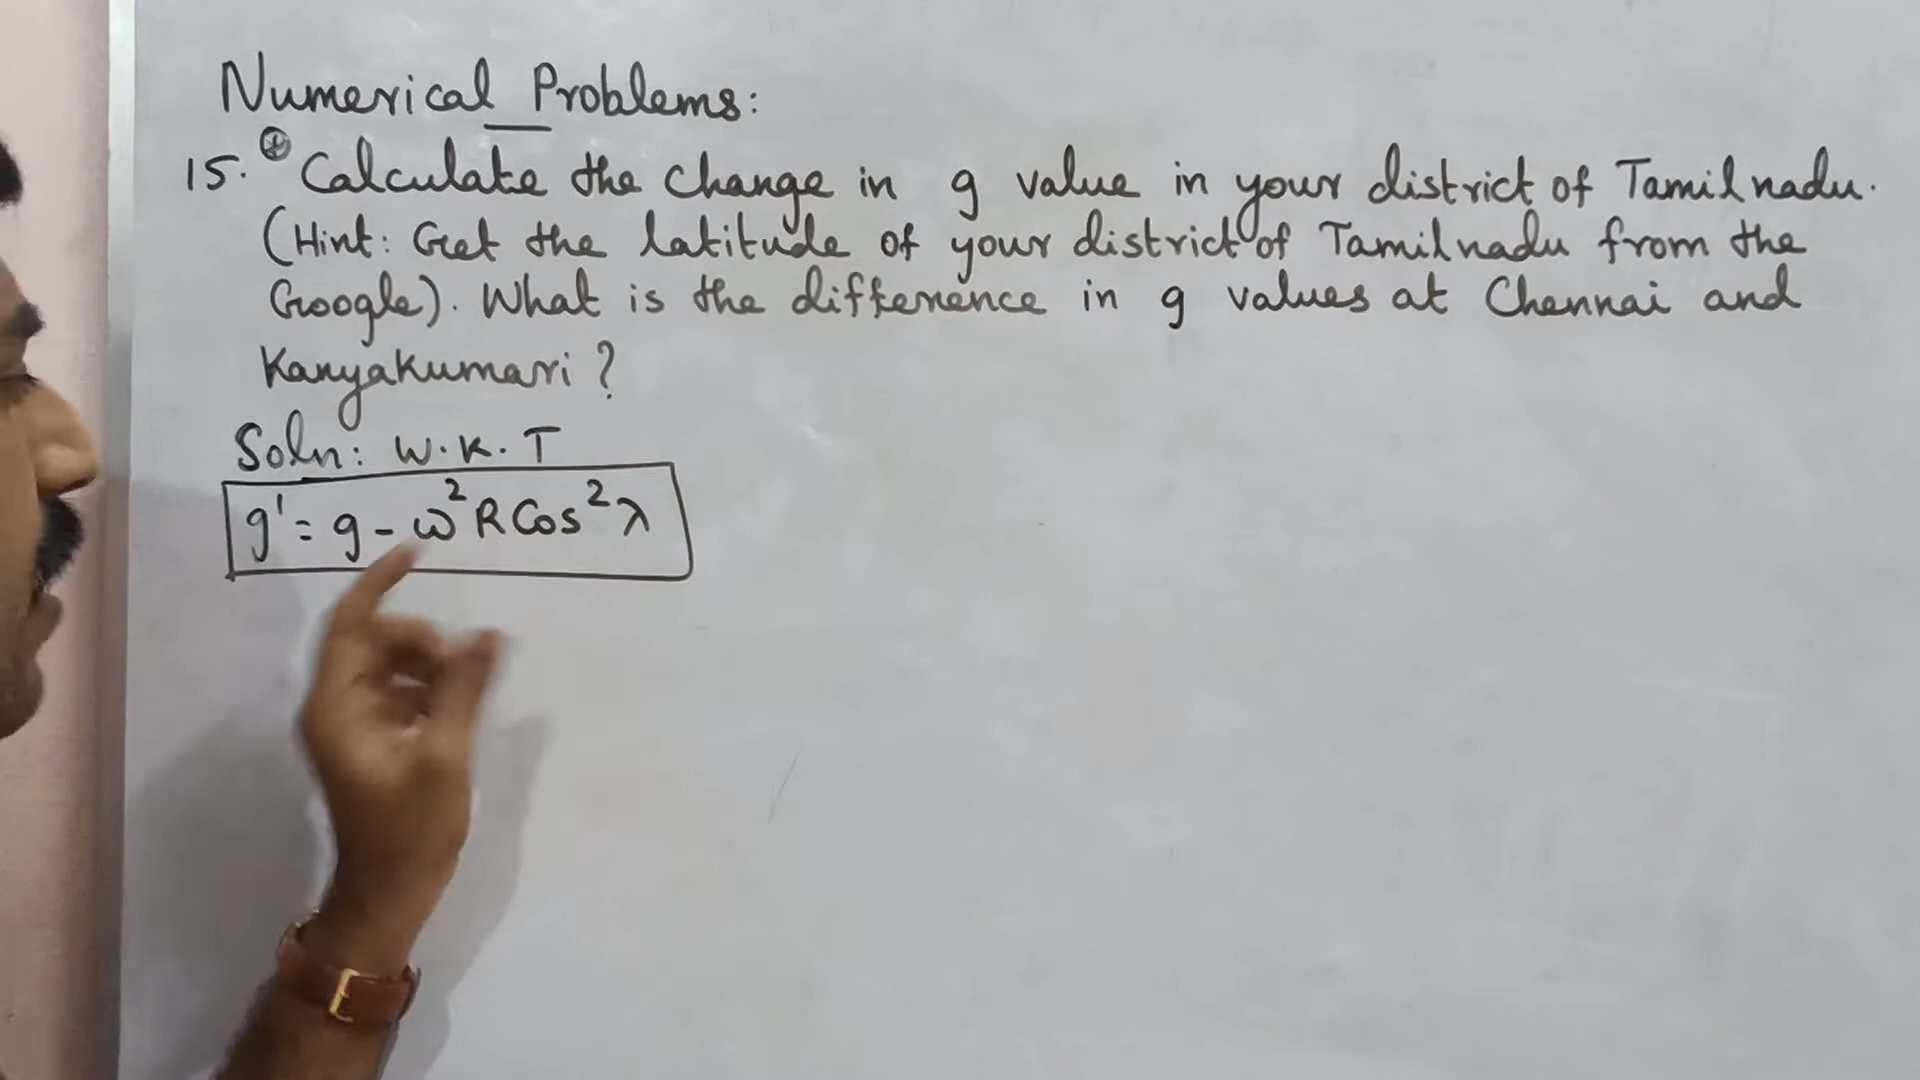 Numerical Problems:
15. Calculate the change in g value in your district of Tamilnadu.
(Hint: Get the latitude of your district of Tamilnadu from the
Google). What is the difference in g values at Chennai and
Kanyakumari ?
Soln: W.K.T
g' = g - ω²R Cos²λ